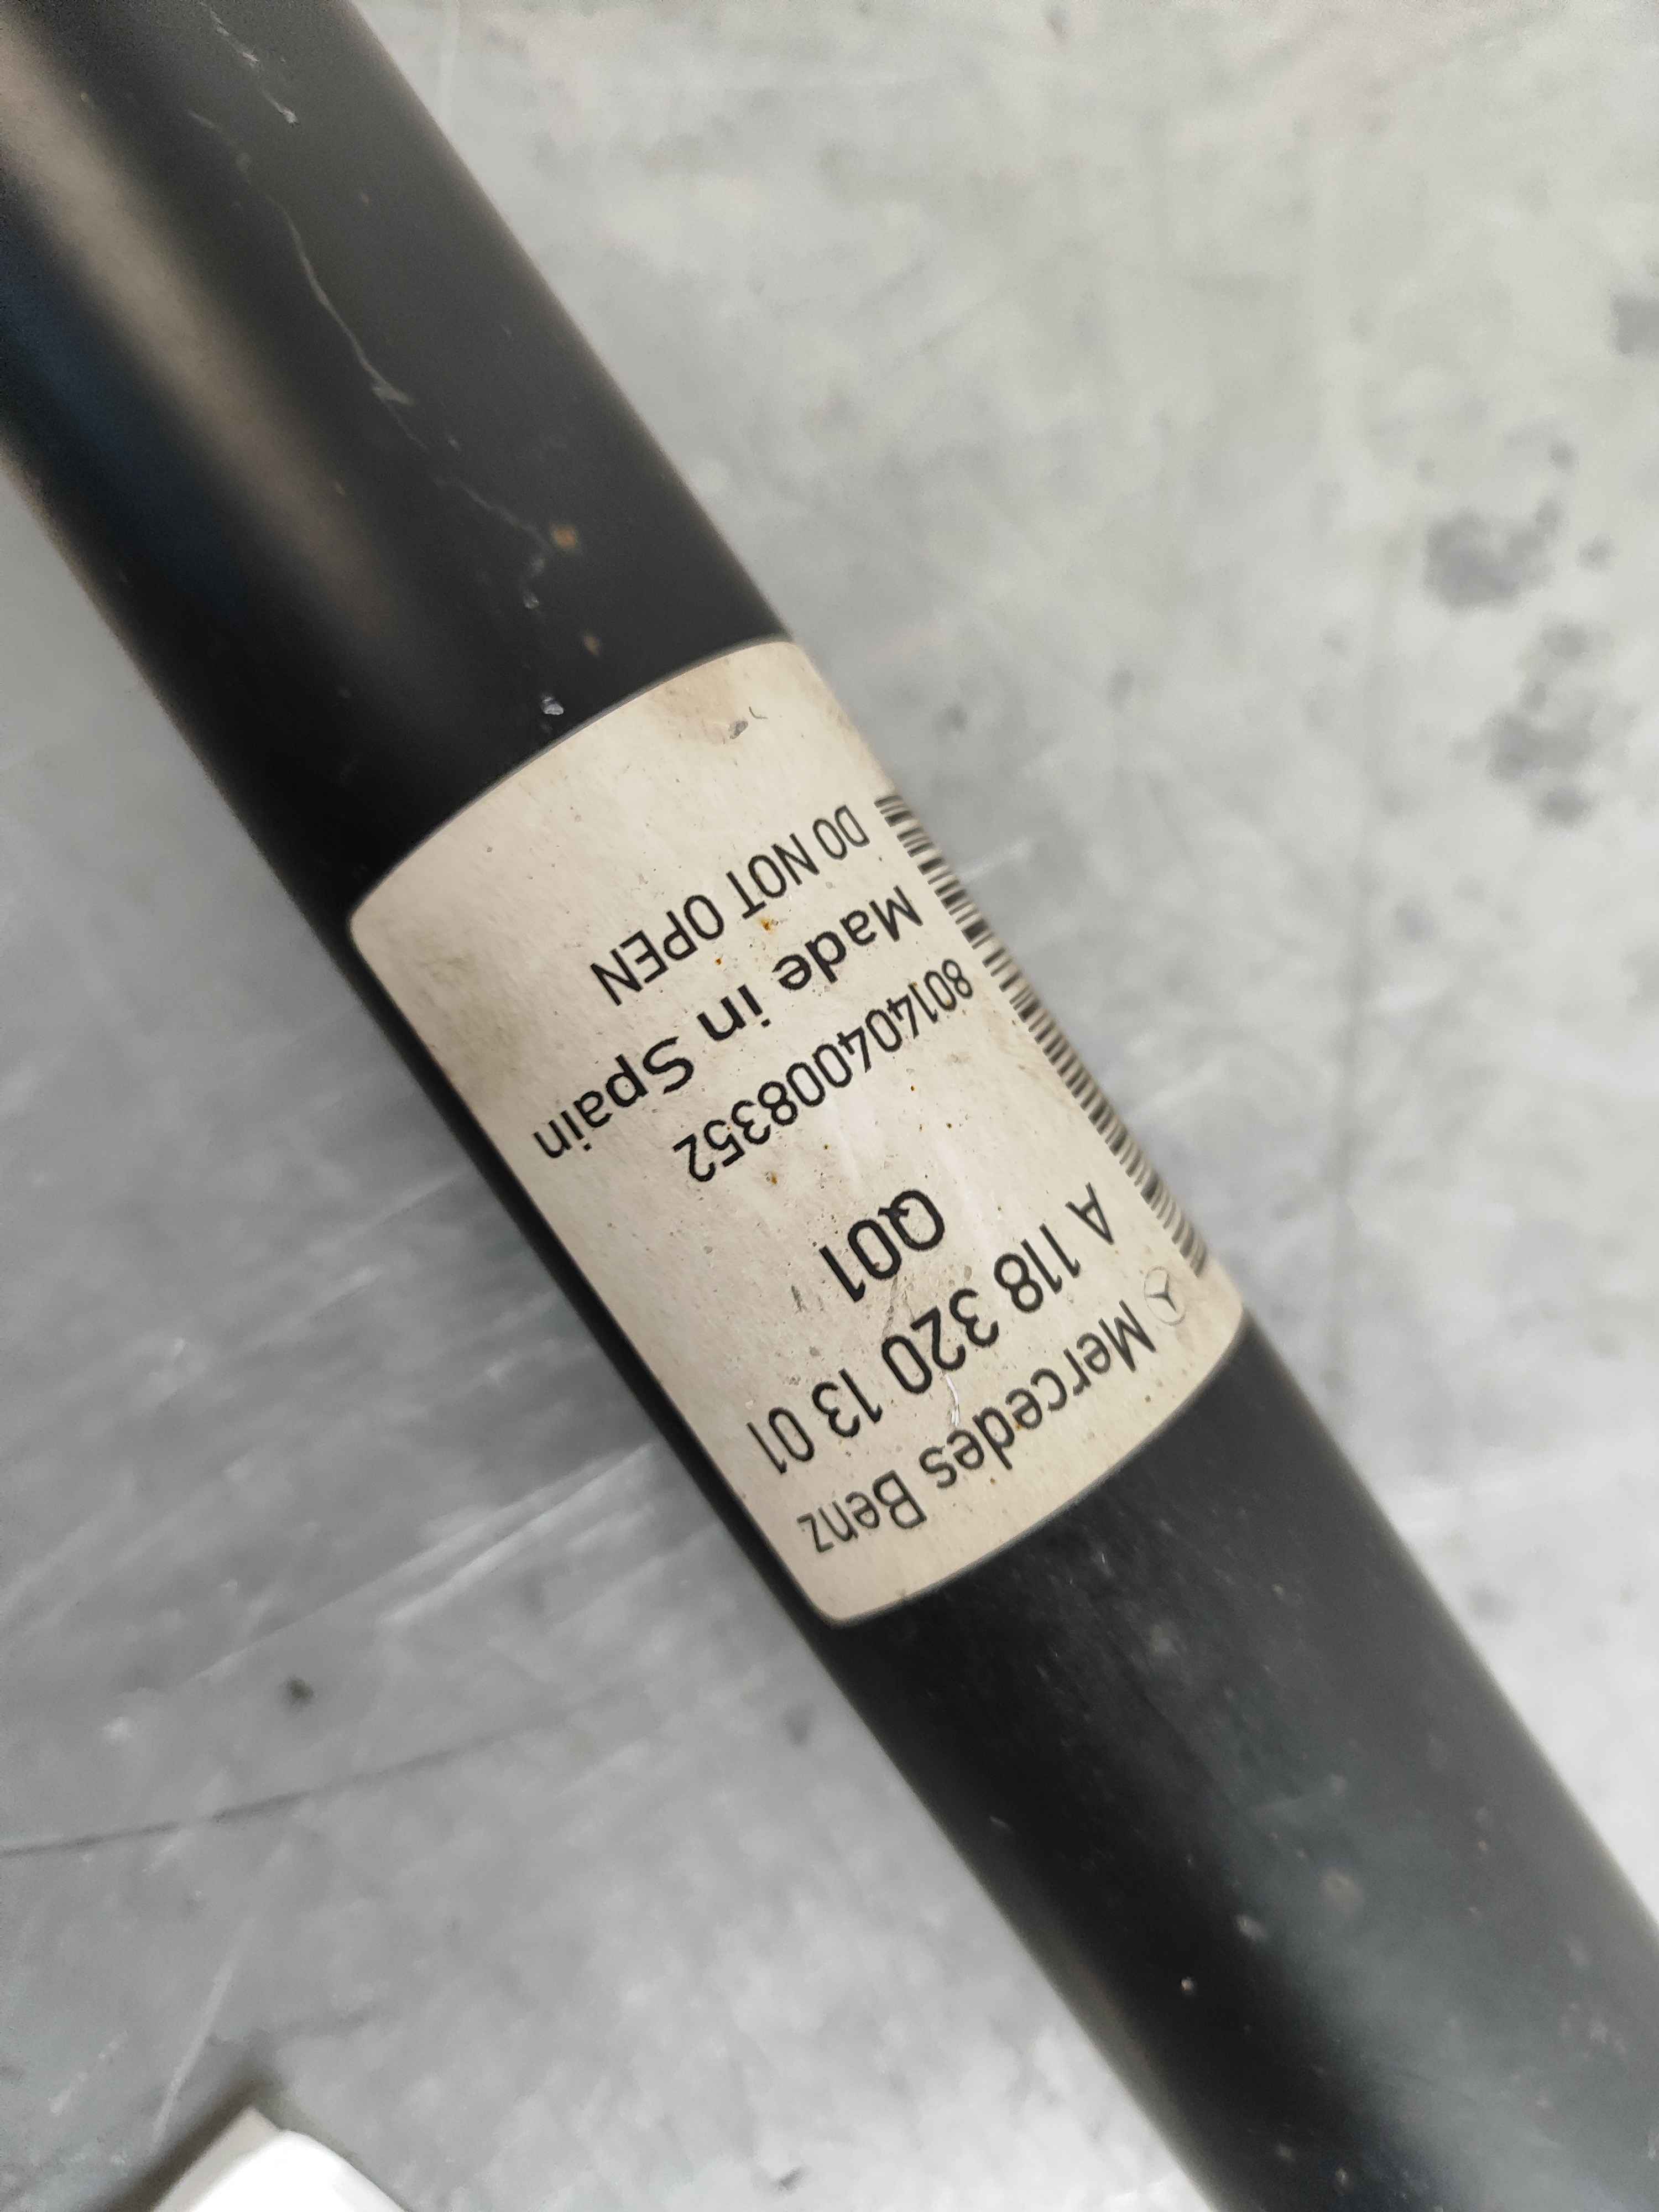 Mercedes Benz
A 118 320 13 01
Q01
801404008352
Made in Spain
DO NOT OPEN